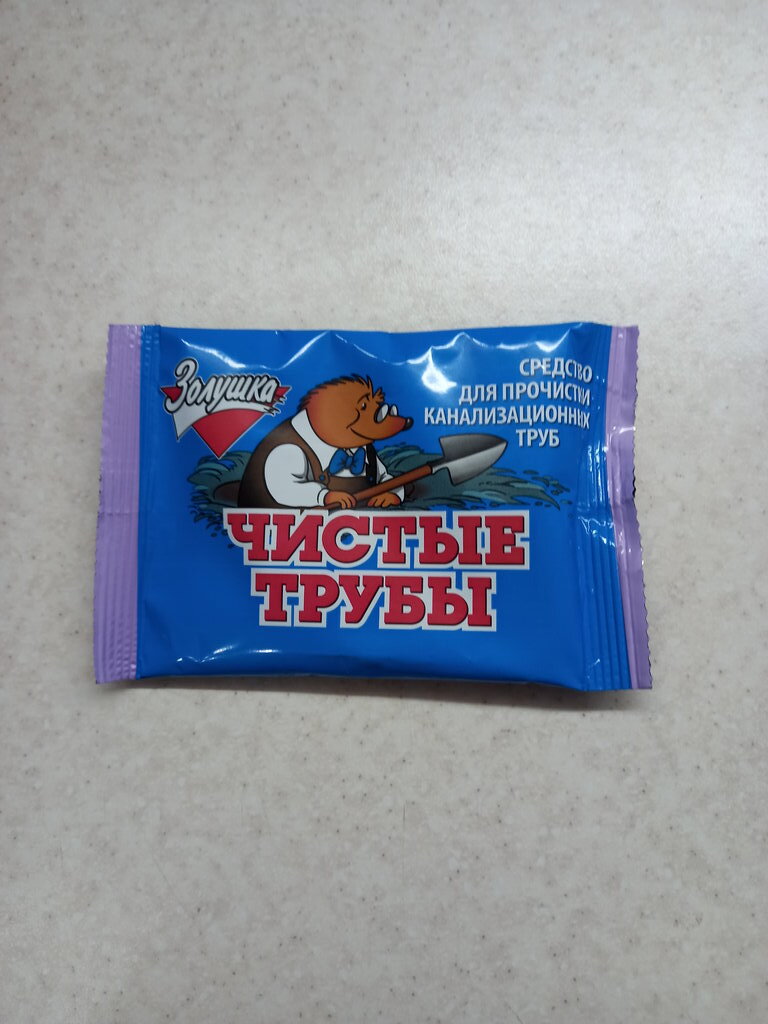 Золушка
СРЕДСТВО
ДЛЯ ПРОЧИСТКИ
КАНАЛИЗАЦИОННЫХ
ТРУБ
ЧИСТЫЕ
ТРУБЫ